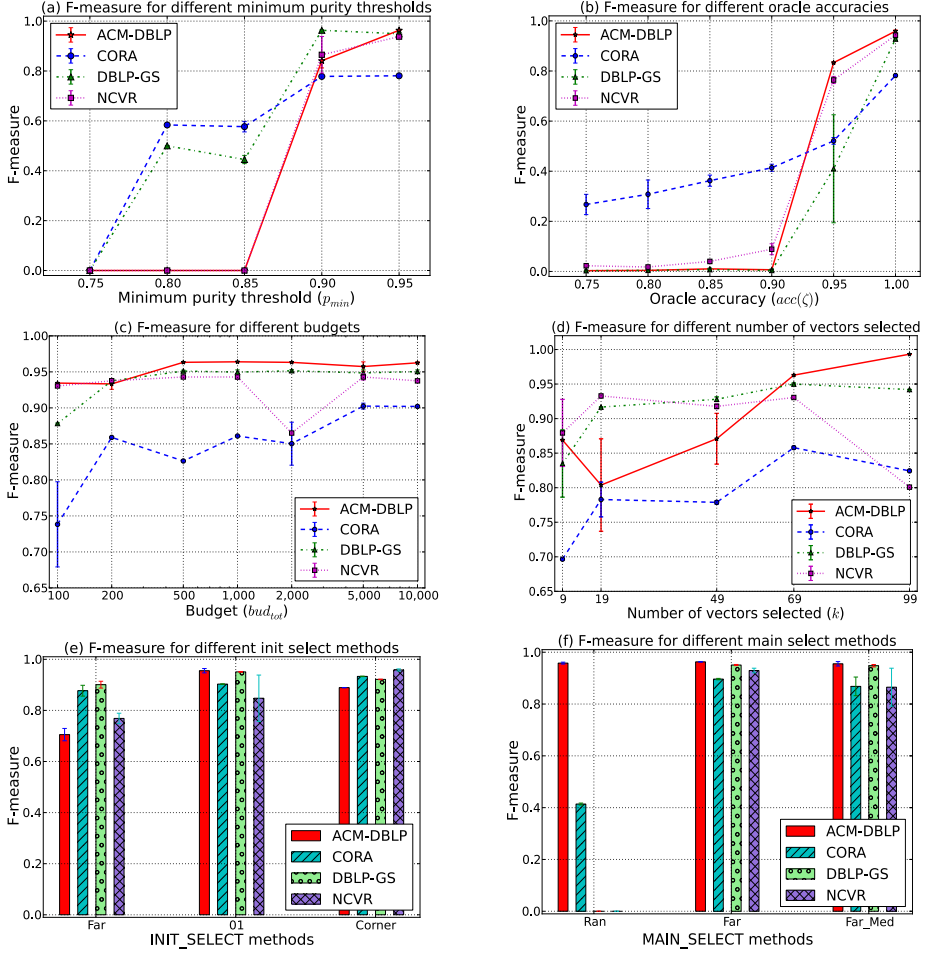 (a) F-measure for different minimum purity thresholds
1.0
0.8
0.6
0.4
0.2
0.0
F-measure
ACM-DBLP
CORA
DBLP-GS
NCVR
0.75 0.80 0.85 0.90 0.95
Minimum purity threshold (p_min)
(b) F-measure for different oracle accuracies
1.0
0.8
0.6
0.4
0.2
0.0
F-measure
ACM-DBLP
CORA
DBLP-GS
NCVR
0.75 0.80 0.85 0.90 0.95 1.00
Oracle accuracy (acc(ζ))
(c) F-measure for different budgets
1.00
0.95
0.90
0.85
0.80
0.75
0.70
0.65
F-measure
ACM-DBLP
CORA
DBLP-GS
NCVR
100 200 500 1,000 2,000 5,000 10,000
Budget (bud_tot)
(d) F-measure for different number of vectors selected
1.00
0.95
0.90
0.85
0.80
0.75
0.70
0.65
F-measure
ACM-DBLP
CORA
DBLP-GS
NCVR
9 19 49 69 99
Number of vectors selected (k)
(e) F-measure for different init select methods
1.0
0.8
0.6
0.4
0.2
0.0
F-measure
ACM-DBLP
CORA
DBLP-GS
NCVR
Far 01 Corner
INIT_SELECT methods
(f) F-measure for different main select methods
1.0
0.8
0.6
0.4
0.2
0.0
F-measure
ACM-DBLP
CORA
DBLP-GS
NCVR
Ran Far Far_Med
MAIN_SELECT methods